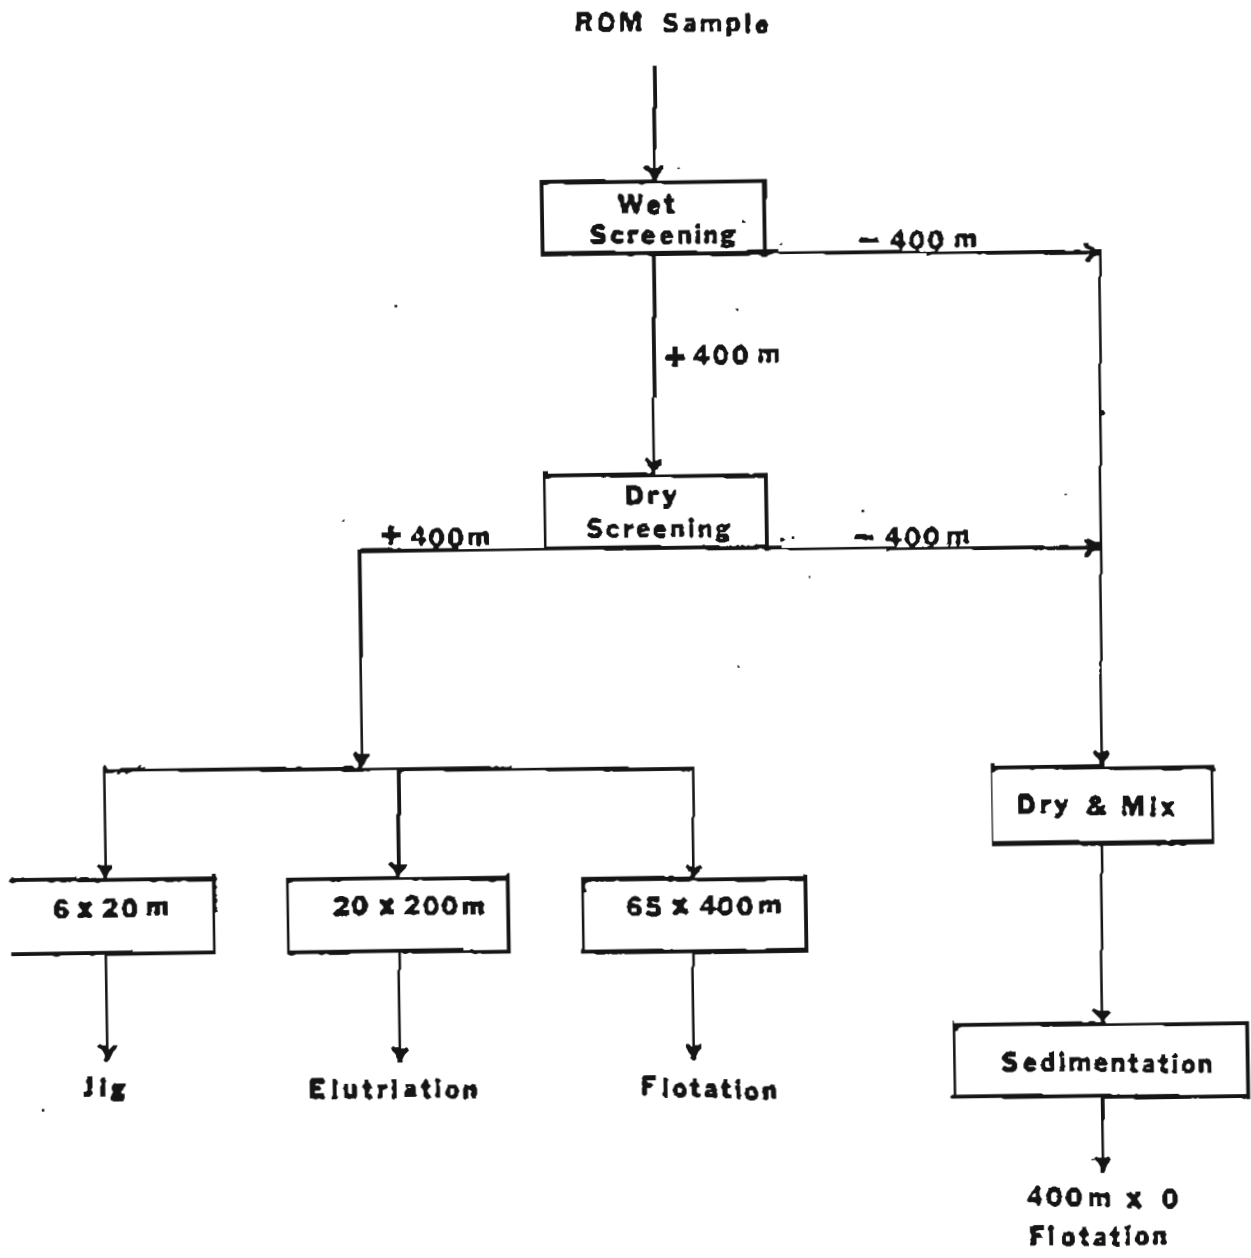 ROM Sample
Wet
Screening
- 400 m
+ 400 m
Dry
Screening
+ 400m
- 400m
Dry & Mix
6 x 20 m
20 x 200m
65 x 400m
Sedimentation
Jig
Elutriation
Flotation
400m x 0
Flotation